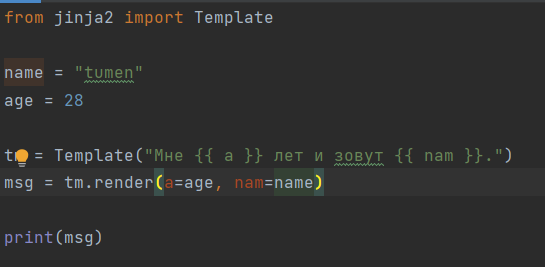 from jinja2 import Template
name = "tumen"
age = 28
tm = Template("Мне {{ a }} лет и зовут {{ nam }}.")
msg = tm.render(a=age, nam=name)
print(msg)